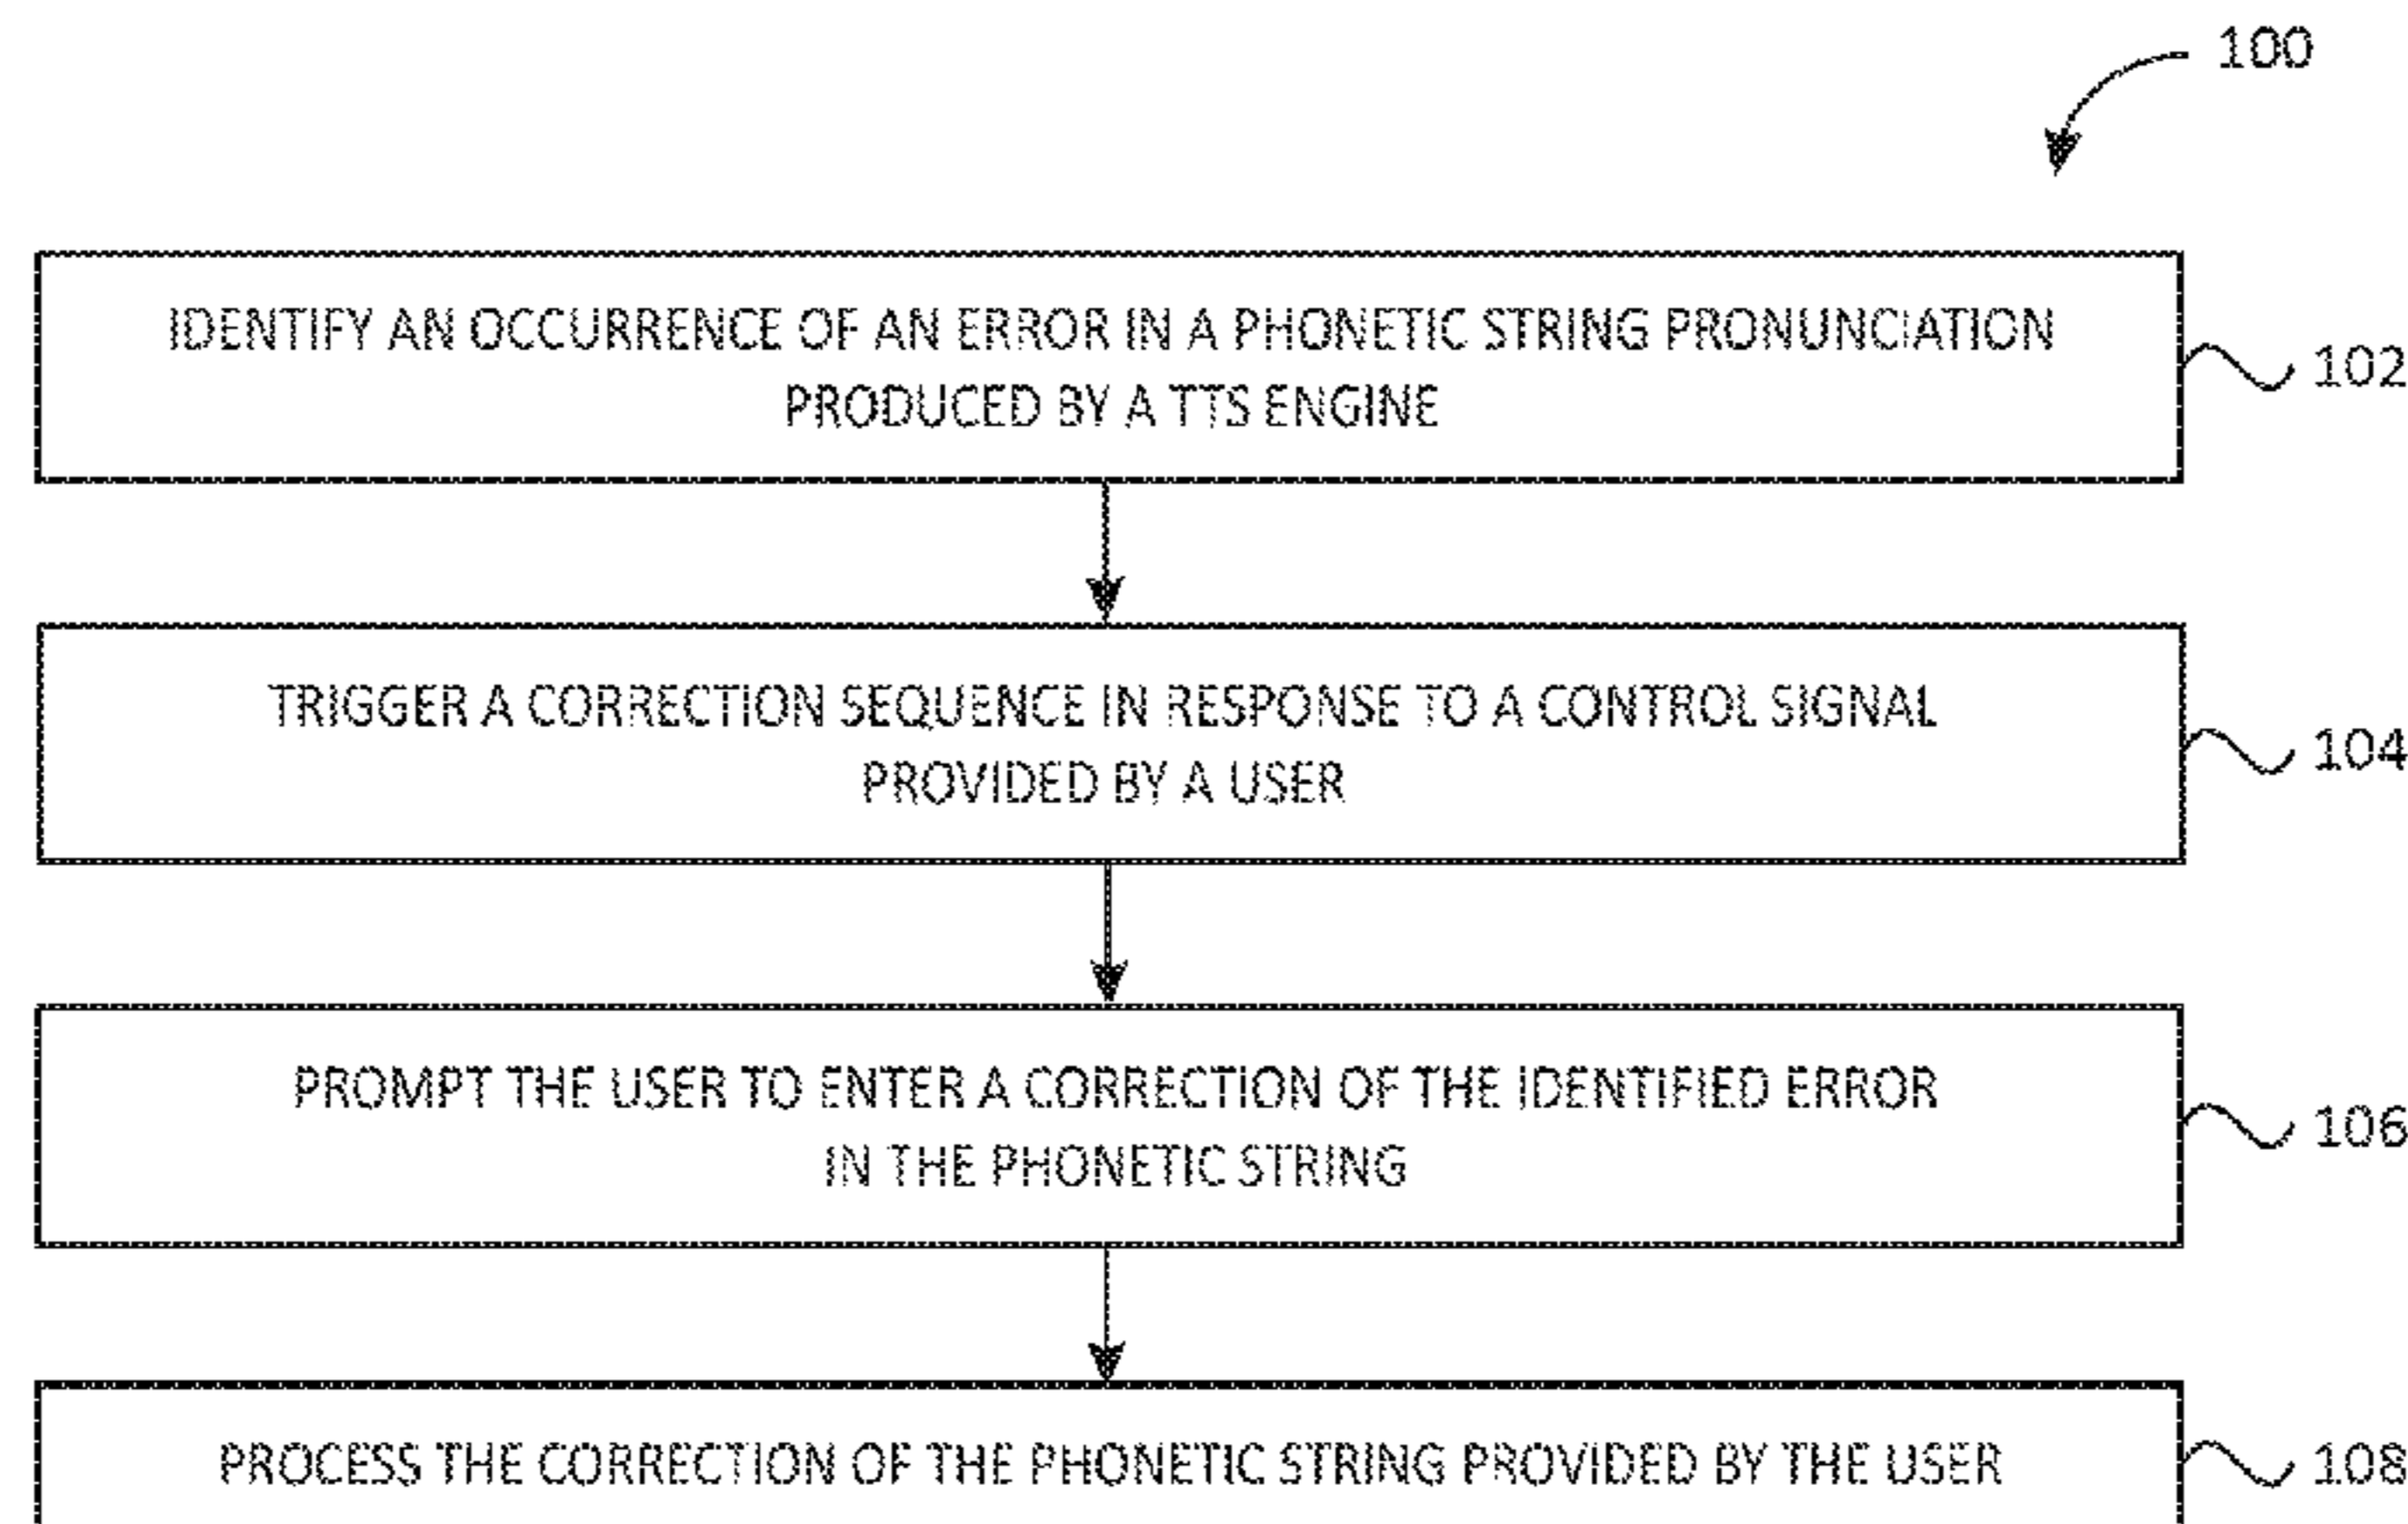 100
IDENTIFY AN OCCURRENCE OF AN ERROR IN A PHONETIC STRING PRONUNCIATION
PRODUCED BY A TTS ENGINE
102
TRIGGER A CORRECTION SEQUENCE IN RESPONSE TO A CONTROL SIGNAL
PROVIDED BY A USER
104
PROMPT THE USER TO ENTER A CORRECTION OF THE IDENTIFIED ERROR
IN THE PHONETIC STRING
106
PROCESS THE CORRECTION OF THE PHONETIC STRING PROVIDED BY THE USER
108